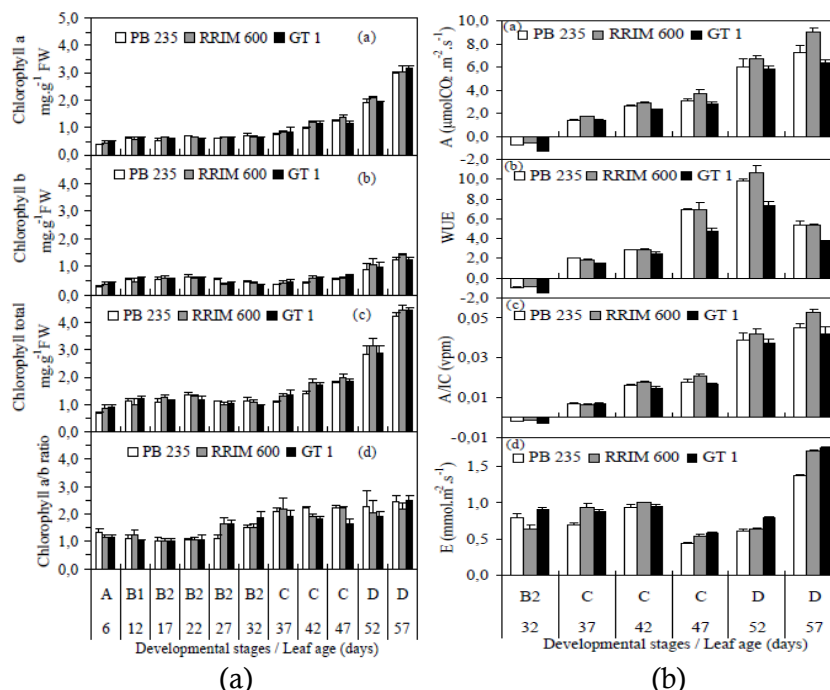 5,0
4,0
3,0
2,0
1,0
0,0
Chlorophyll a
mg.g⁻¹ FW
PB 235 RRIM 600 GT 1 (a)
4,0
3,0
2,0
1,0
0,0
Chlorophyll b
mg.g⁻¹ FW
PB 235 RRIM 600 GT 1
(b)
4,0
3,0
2,0
1,0
0,0
Chlorophyll total
mg.g⁻¹ FW
PB 235 RRIM 600 GT 1 (c)
4,0
3,0
2,0
1,0
0,0
Chlorophyll a/b ratio
PB 235 RRIM 600 GT 1 (d)
A B1 B2 B2 B2 B2 C C C D D
6 12 17 22 27 32 37 42 47 52 57
Developmental stages / Leaf age (days)
(a)
10,0
8,0
6,0
4,0
2,0
0,0
-2,0
A (µmolCO₂.m⁻².s⁻¹)
(a)
PB 235 RRIM 600 GT 1
10,0
8,0
6,0
4,0
2,0
0,0
-2,0
WUE
(b)
PB 235 RRIM 600 GT 1
0,05
0,03
0,01
-0,01
A/IC (vpm)
(c)
PB 235 RRIM 600 GT 1
1,5
1,0
0,5
0,0
E (mmol.m⁻².s⁻¹)
(d)
PB 235 RRIM 600 GT 1
B2 C C C D D
32 37 42 47 52 57
Developmental stages / Leaf age (days)
(b)